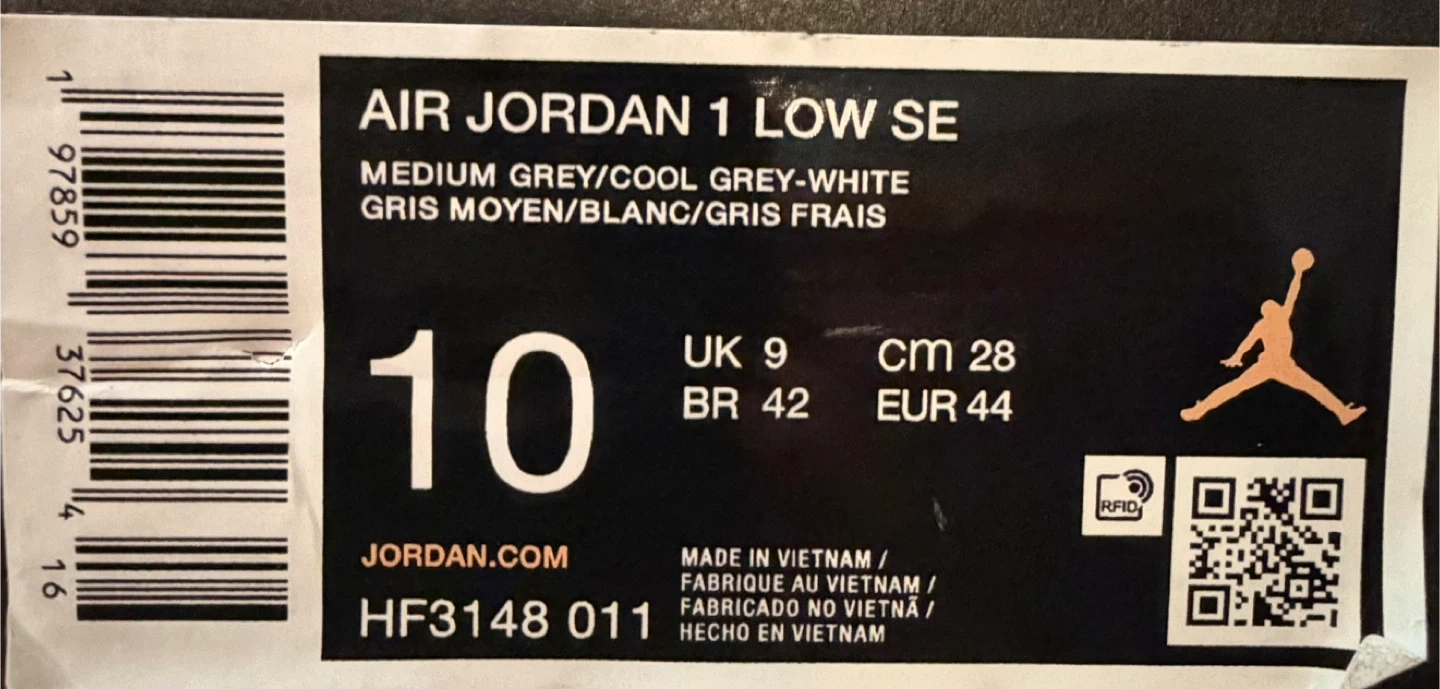 1 97859 37625 4 16
AIR JORDAN 1 LOW SE
MEDIUM GREY/COOL GREY-WHITE
GRIS MOYEN/BLANC/GRIS FRAIS
10
UK 9 cm 28
BR 42 EUR 44
RFID
JORDAN.COM
HF3148 011
MADE IN VIETNAM /
FABRIQUE AU VIETNAM /
FABRICADO NO VIETNÃ /
HECHO EN VIETNAM